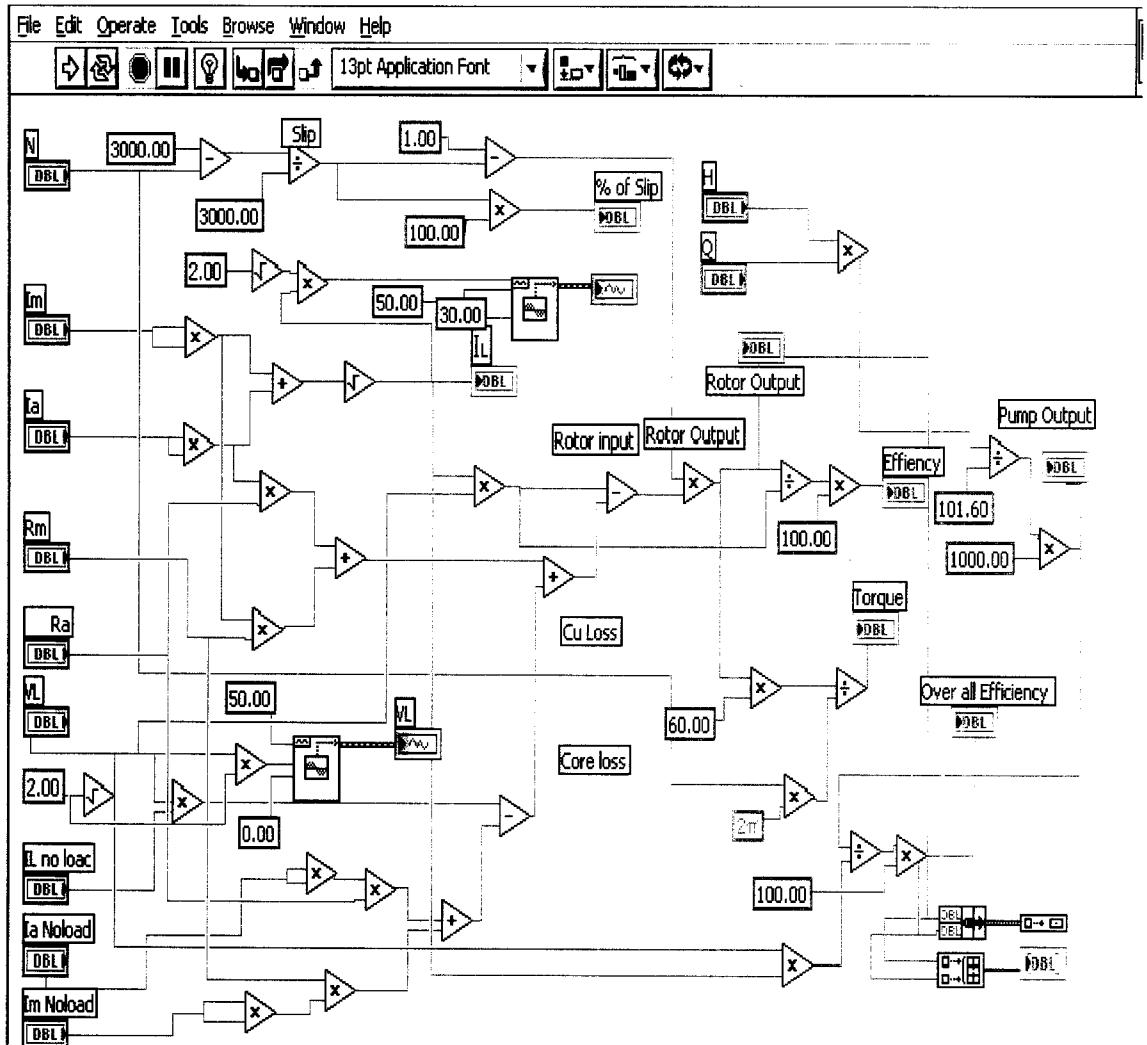 File Edit Operate Tools Browse Window Help
13pt Application Font
N
DBL
3000.00
Slip
3000.00
1.00
100.00
% of Slip
DBL
H
DBL
Q
DBL
2.00
50.00
30.00
Im
DBL
IL
DBL
Ia
DBL
DBL
Rotor Output
Rotor input
Rotor Output
Pump Output
DBL
Effiency
DBL
101.60
100.00
1000.00
Rm
DBL
Ra
DBL
Cu Loss
Torque
DBL
VL
DBL
50.00
VL
60.00
Over all Efficiency
DBL
2.00
0.00
Core loss
2π
IL no loac
DBL
100.00
Ia Noload
DBL
DBL
DBL
DBL
Im Noload
DBL